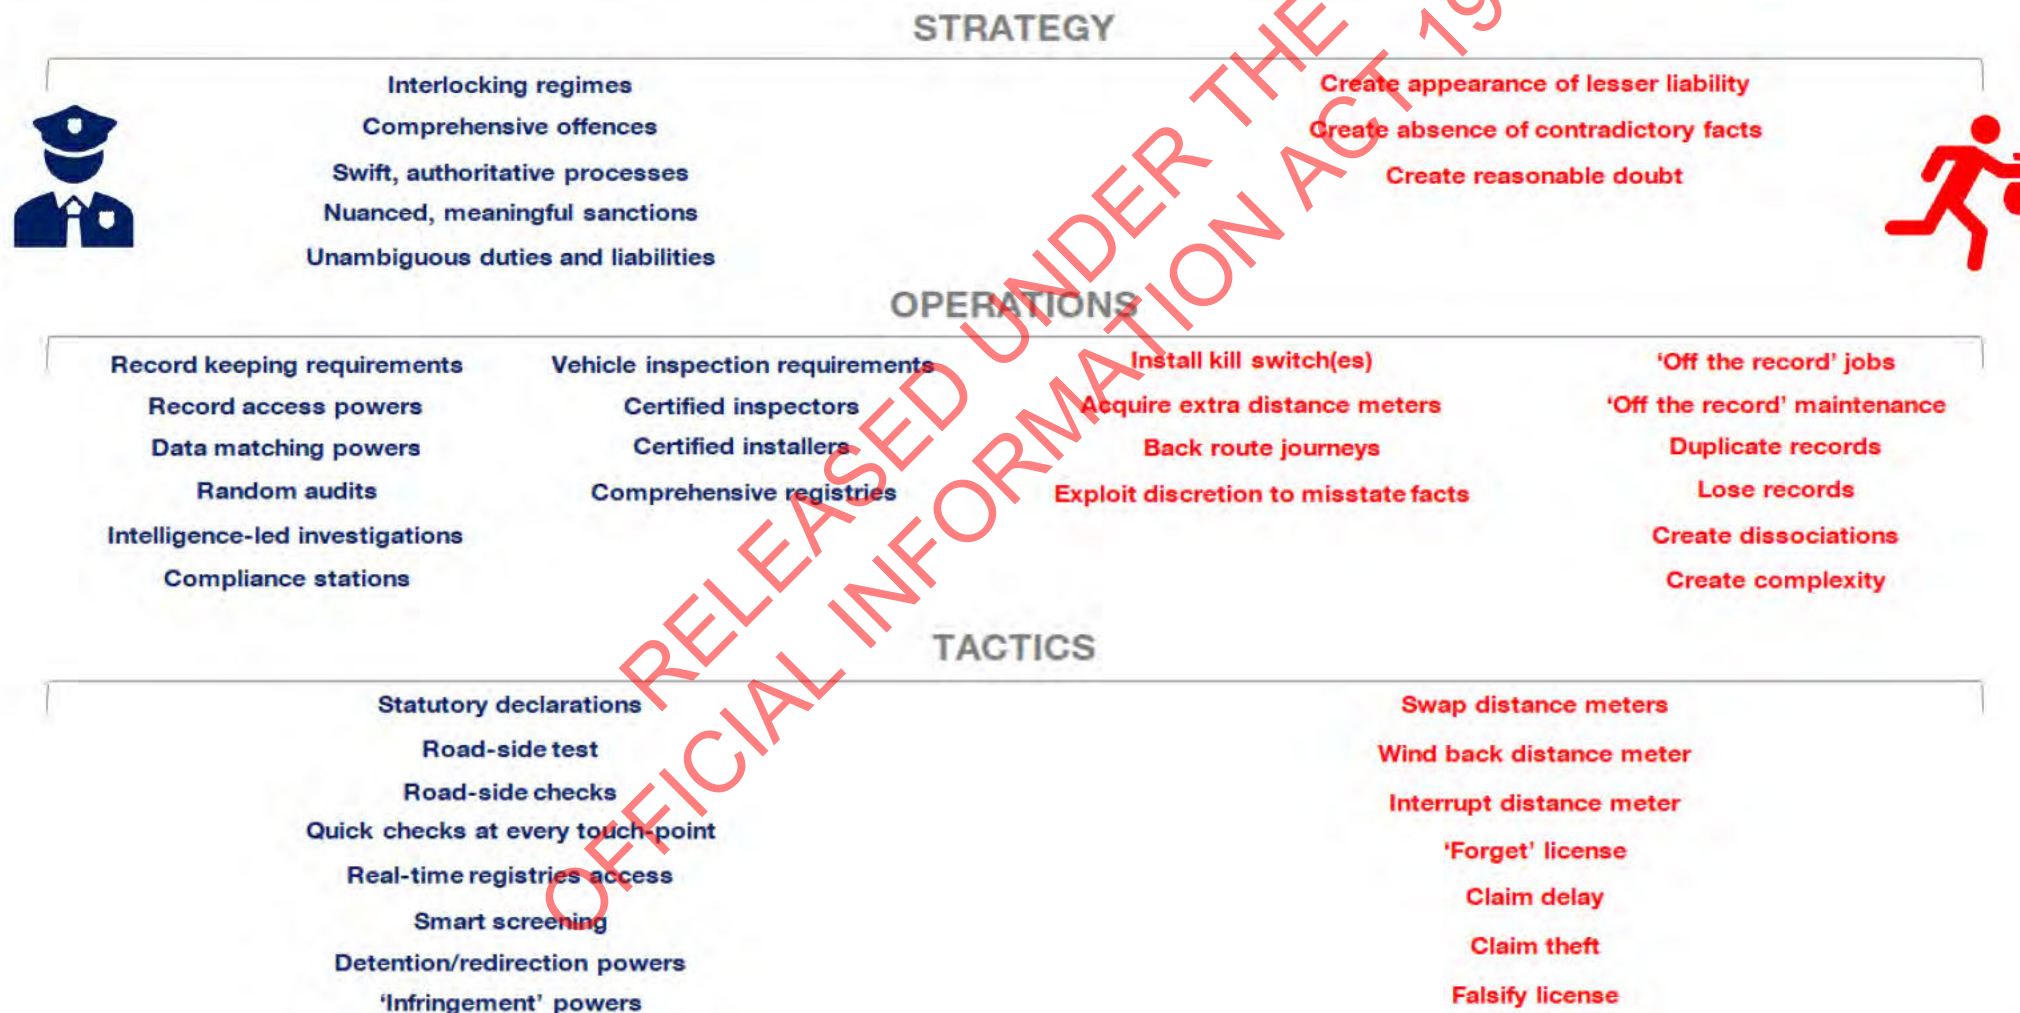 STRATEGY
Interlocking regimes
Comprehensive offences
Swift, authoritative processes
Nuanced, meaningful sanctions
Unambiguous duties and liabilities
Create appearance of lesser liability
Create absence of contradictory facts
Create reasonable doubt
OPERATIONS
Record keeping requirements
Record access powers
Data matching powers
Random audits
Intelligence-led investigations
Compliance stations
Vehicle inspection requirements
Certified inspectors
Certified installers
Comprehensive registries
Install kill switch(es)
Acquire extra distance meters
Back route journeys
Exploit discretion to misstate facts
‘Off the record’ jobs
‘Off the record’ maintenance
Duplicate records
Lose records
Create dissociations
Create complexity
TACTICS
Statutory declarations
Road-side test
Road-side checks
Quick checks at every touch-point
Real-time registries access
Smart screening
Detention/redirection powers
‘Infringement’ powers
Swap distance meters
Wind back distance meter
Interrupt distance meter
‘Forget’ license
Claim delay
Claim theft
Falsify license
RELEASED UNDER THE
OFFICIAL INFORMATION ACT 19